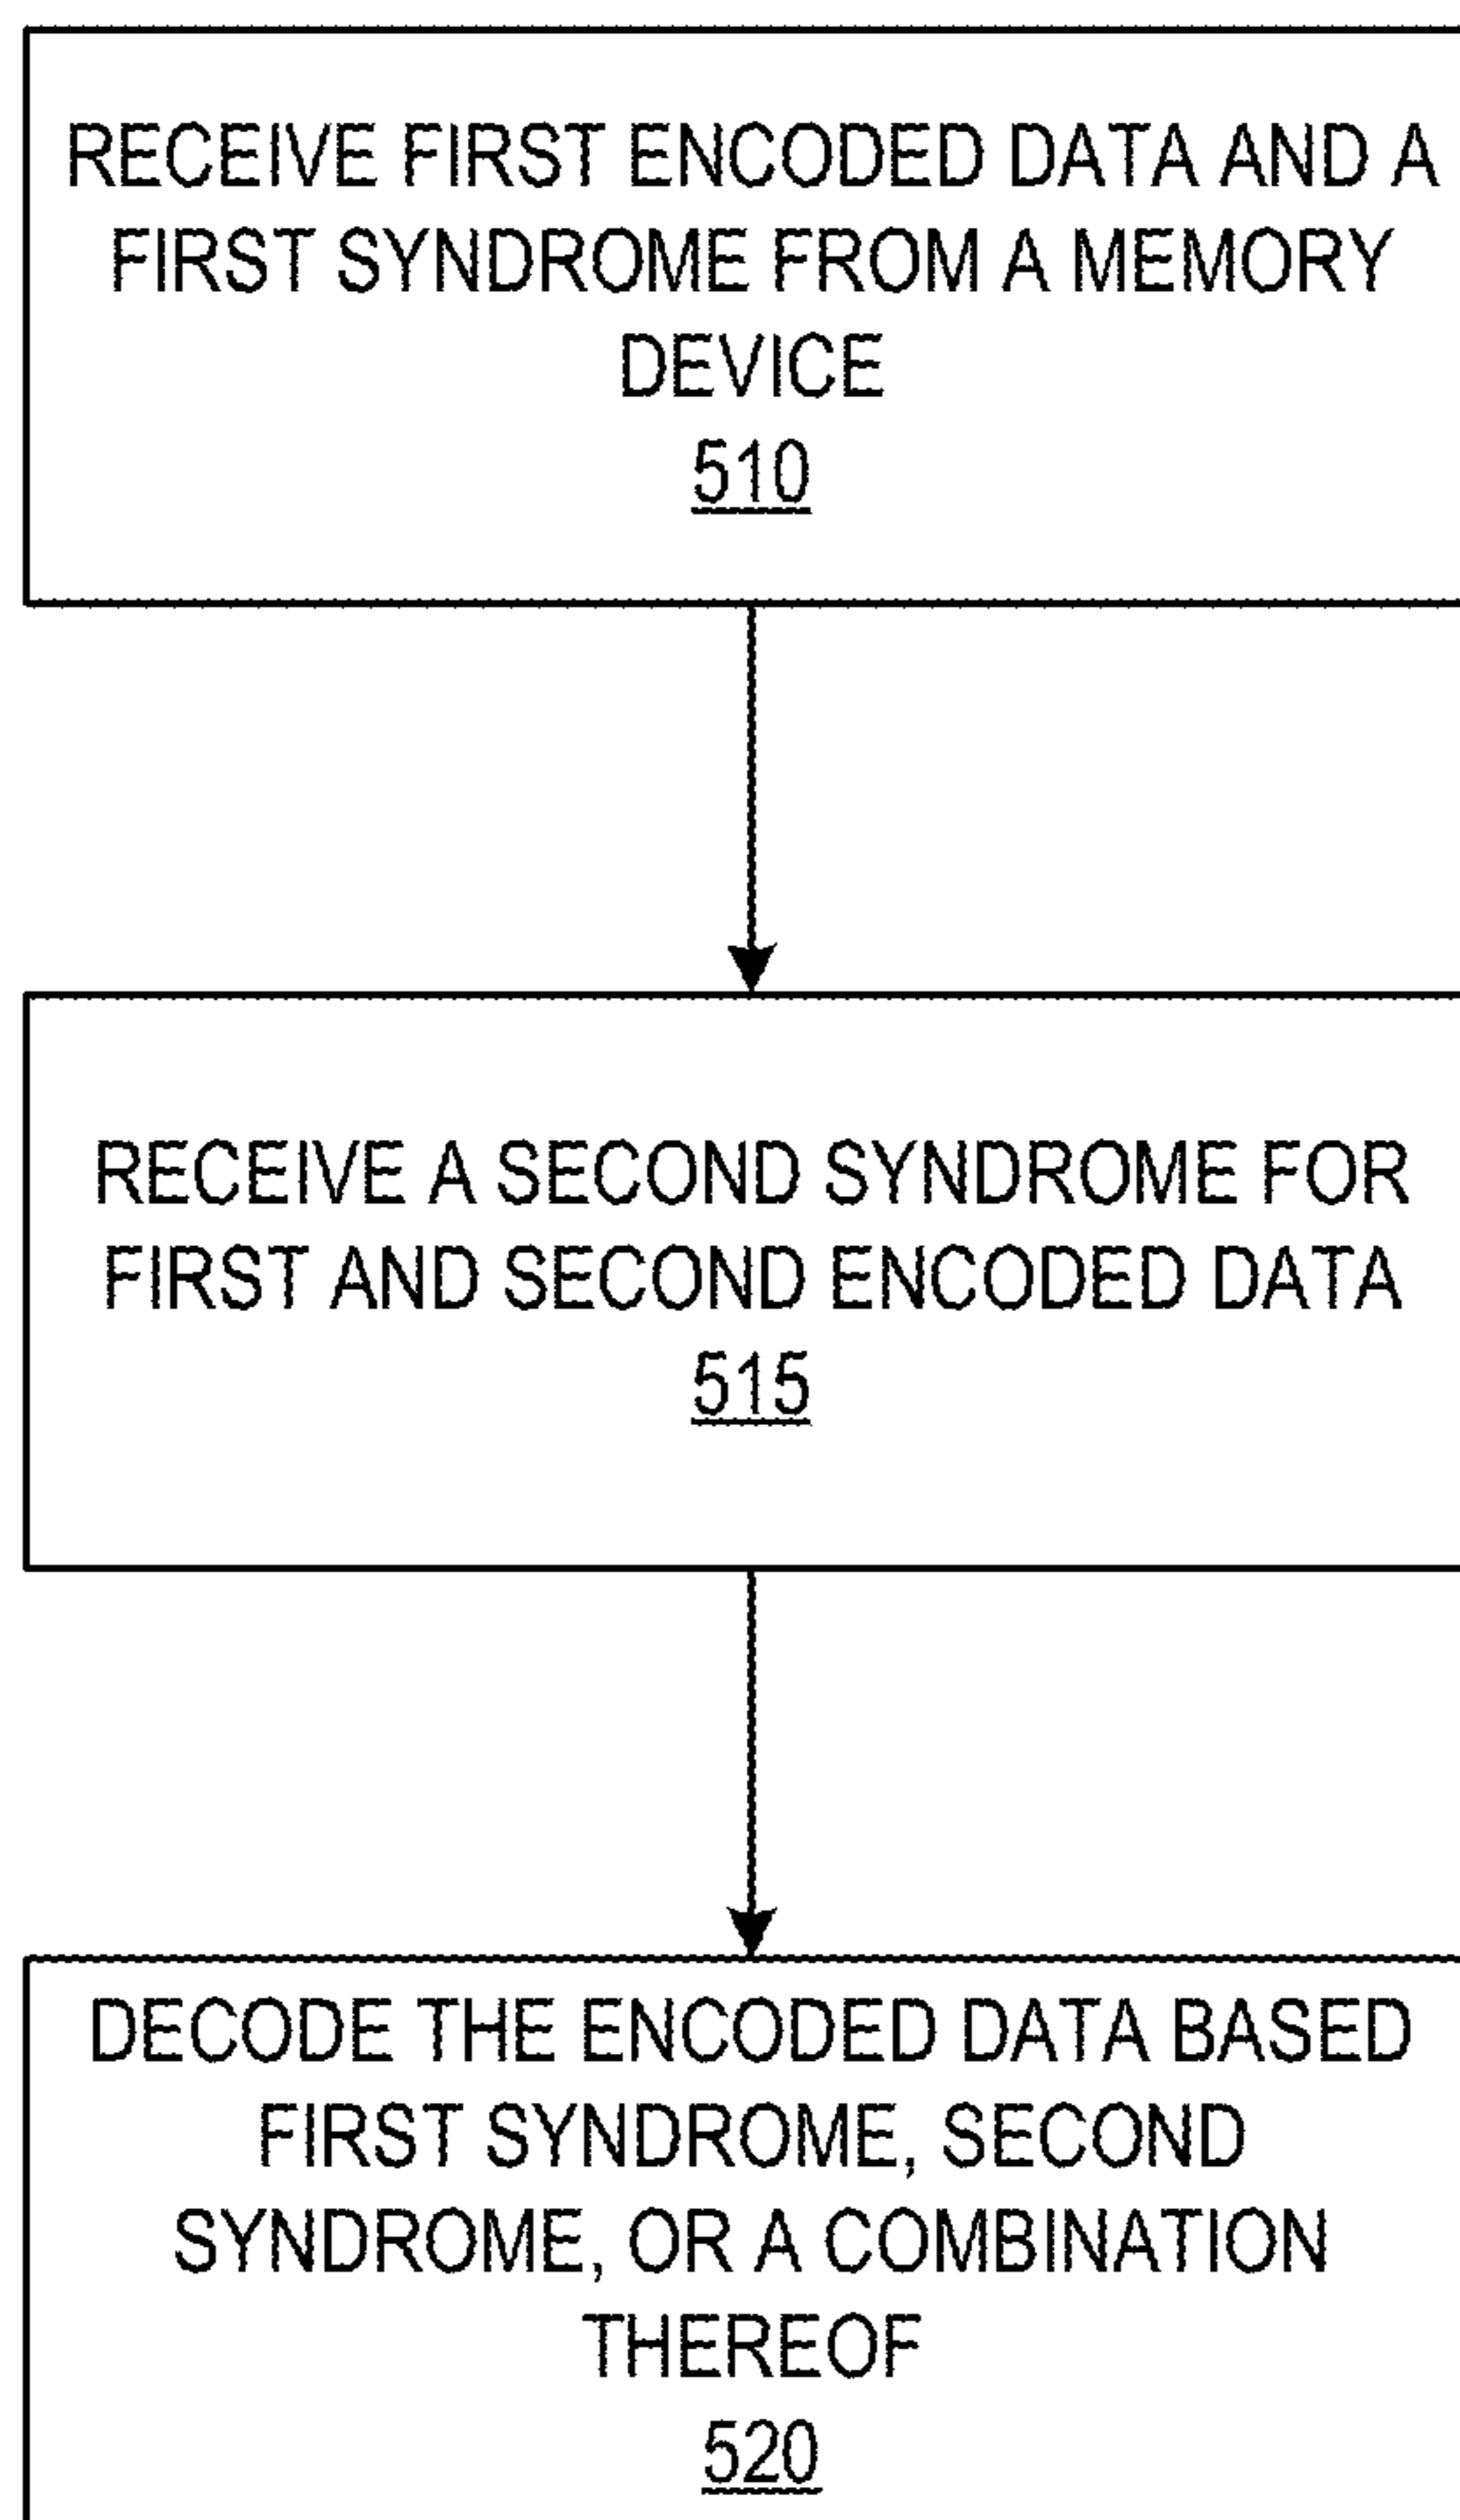 RECEIVE FIRST ENCODED DATA AND A
FIRST SYNDROME FROM A MEMORY
DEVICE
510
RECEIVE A SECOND SYNDROME FOR
FIRST AND SECOND ENCODED DATA
515
DECODE THE ENCODED DATA BASED
FIRST SYNDROME, SECOND
SYNDROME, OR A COMBINATION
THEREOF
520